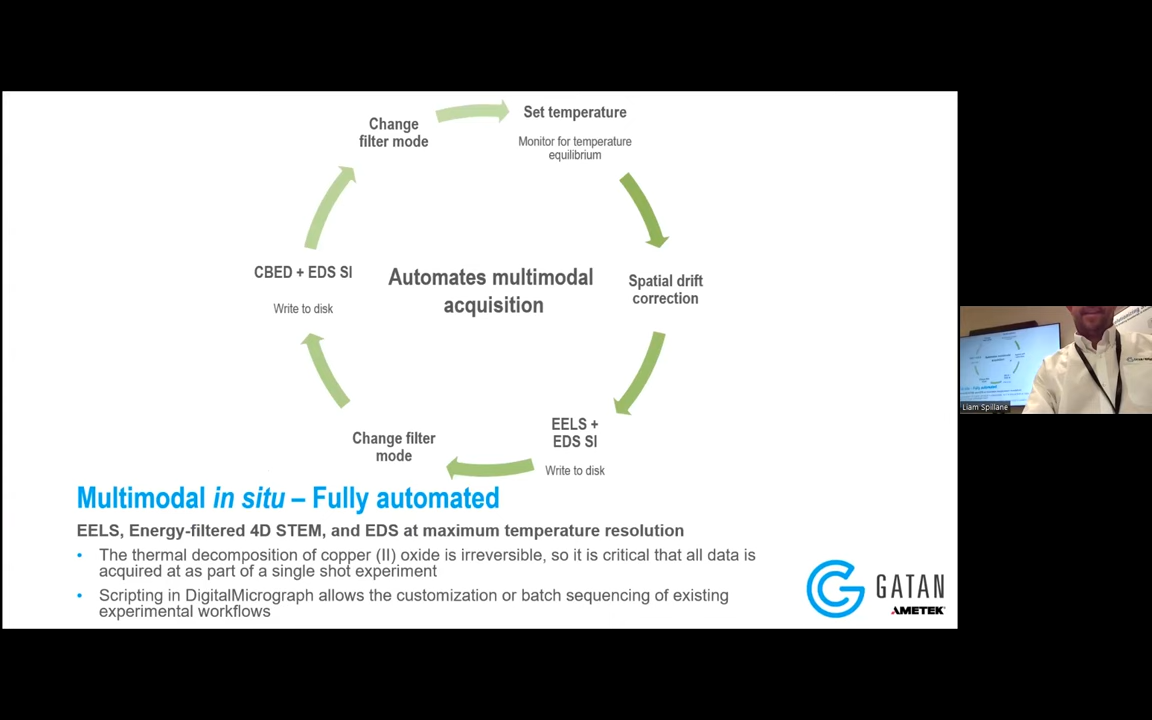 Change
filter mode
Set temperature
Monitor for temperature
equilibrium
Spatial drift
correction
EELS +
EDS SI
Write to disk
Change filter
mode
CBED + EDS SI
Write to disk
Automates multimodal
acquisition
Multimodal in situ – Fully automated
EELS, Energy-filtered 4D STEM, and EDS at maximum temperature resolution
• The thermal decomposition of copper (II) oxide is irreversible, so it is critical that all data is
acquired at as part of a single shot experiment
• Scripting in DigitalMicrograph allows the customization or batch sequencing of existing
experimental workflows
GATAN
AMETEK
Liam Spillane